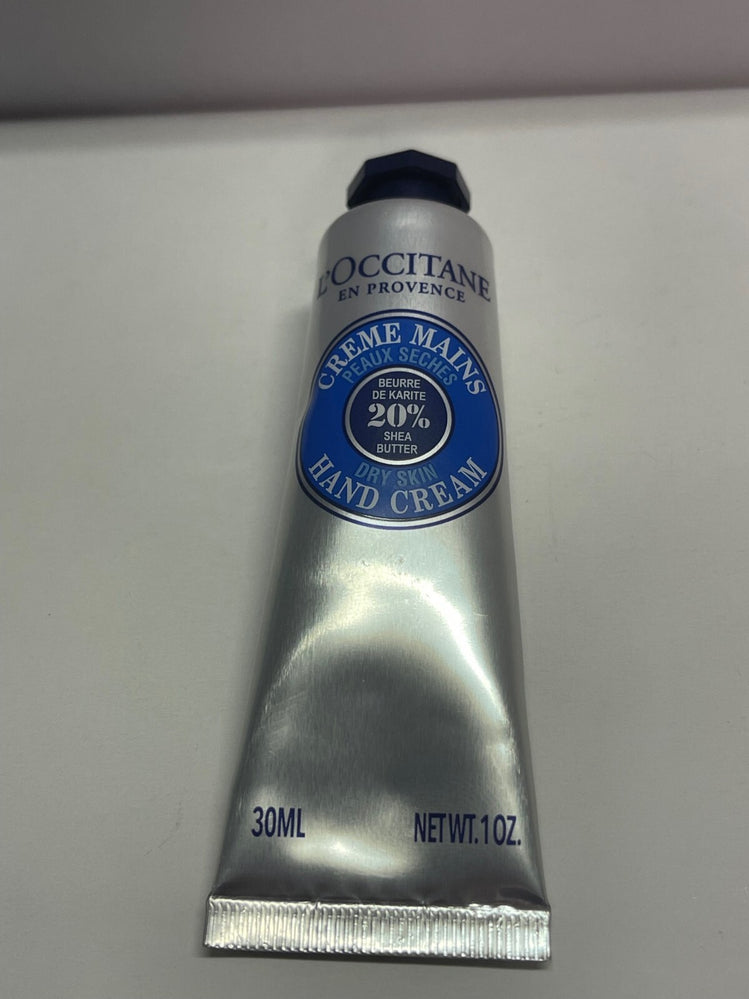 L'OCCITANE
EN PROVENCE
CREME MAINS
PEAUX SECHES
BEURRE
DE KARITE
20%
SHEA
BUTTER
DRY SKIN
HAND CREAM
30ML NET WT. 1 OZ.